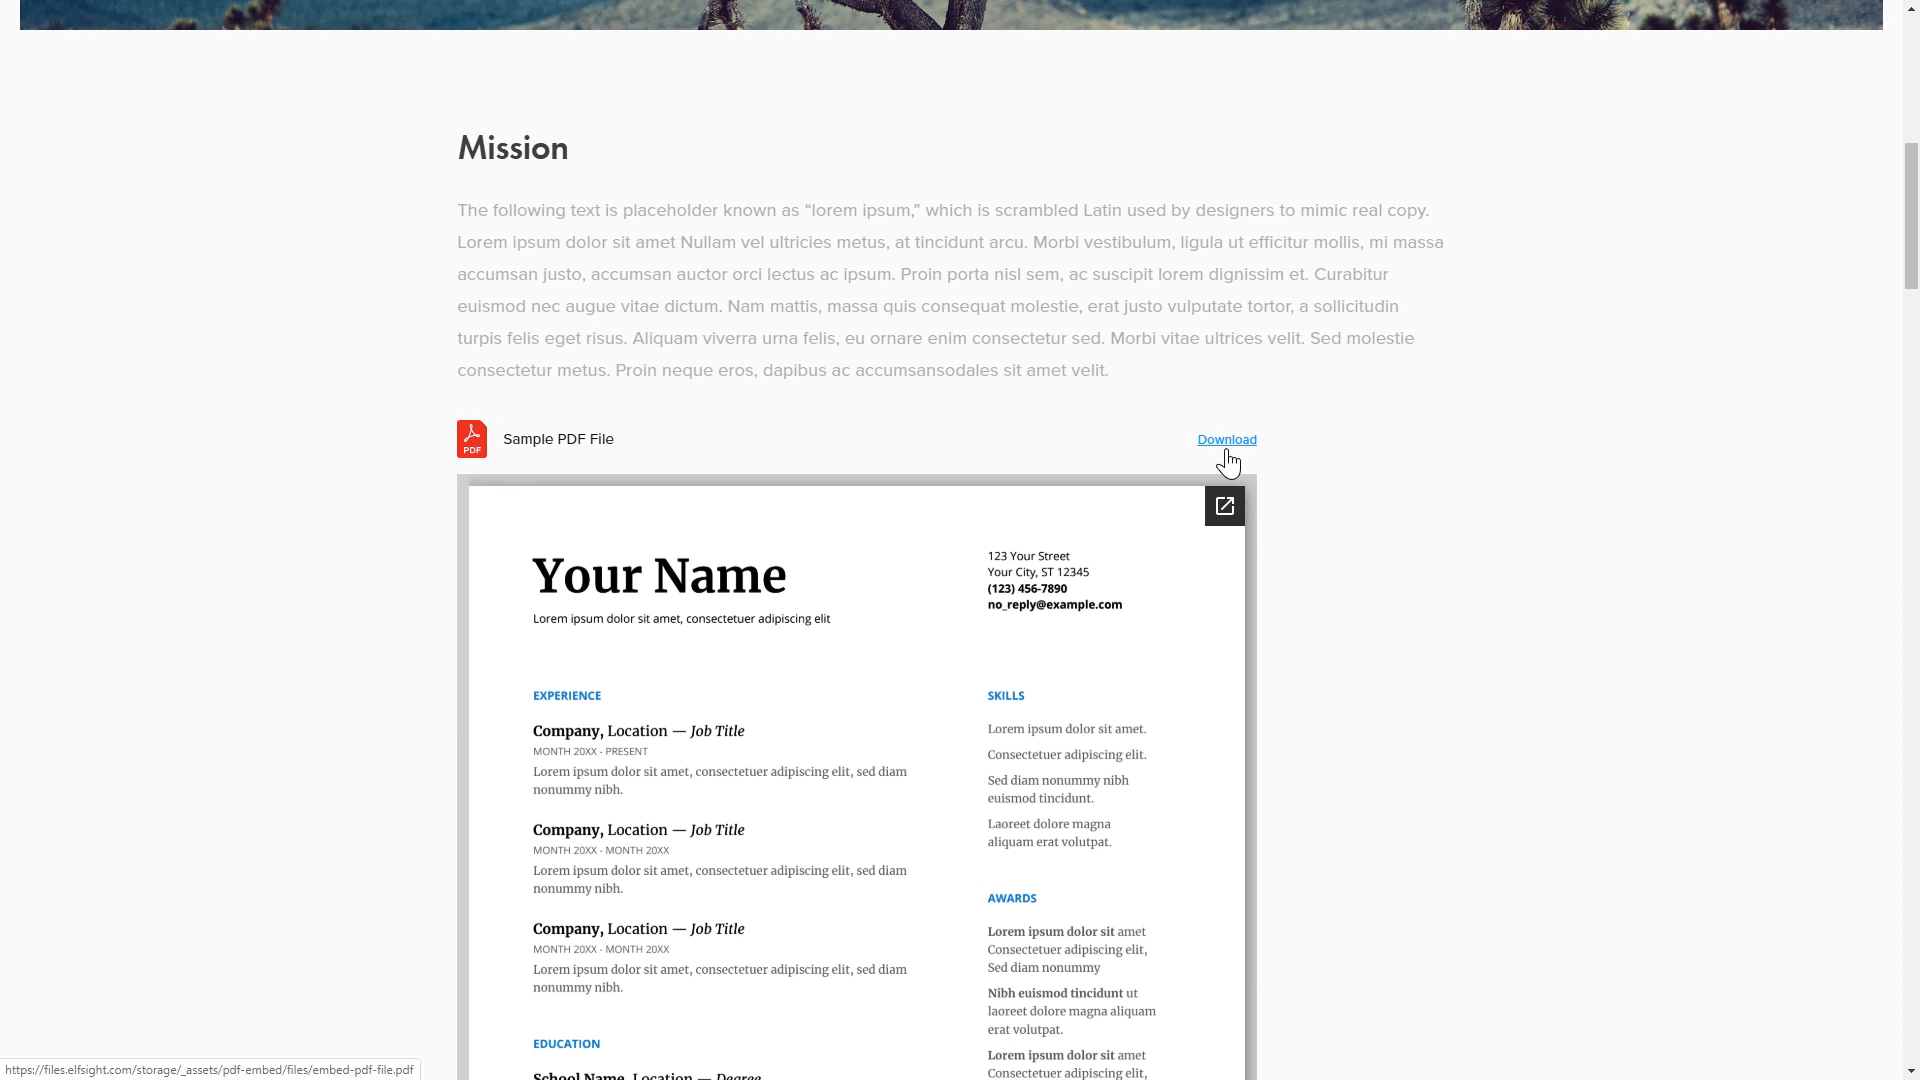 Mission
The following text is placeholder known as “lorem ipsum,” which is scrambled Latin used by designers to mimic real copy.
Lorem ipsum dolor sit amet Nullam vel ultricies metus, at tincidunt arcu. Morbi vestibulum, ligula ut efficitur mollis, mi massa
accumsan justo, accumsan auctor orci lectus ac ipsum. Proin porta nisl sem, ac suscipit lorem dignissim et. Curabitur
euismod nec augue vitae dictum. Nam mattis, massa quis consequat molestie, erat justo vulputate tortor, a sollicitudin
turpis felis eget risus. Aliquam viverra urna felis, eu ornare enim consectetur sed. Morbi vitae ultrices velit. Sed molestie
consectetur metus. Proin neque eros, dapibus ac accumsansodales sit amet velit.
PDF
Sample PDF File
Download
Your Name
Lorem ipsum dolor sit amet, consectetuer adipiscing elit
123 Your Street
Your City, ST 12345
(123) 456-7890
no_reply@example.com
EXPERIENCE
Company, Location — Job Title
MONTH 20XX - PRESENT
Lorem ipsum dolor sit amet, consectetuer adipiscing elit, sed diam
nonummy nibh.
Company, Location — Job Title
MONTH 20XX - MONTH 20XX
Lorem ipsum dolor sit amet, consectetuer adipiscing elit, sed diam
nonummy nibh.
Company, Location — Job Title
MONTH 20XX - MONTH 20XX
Lorem ipsum dolor sit amet, consectetuer adipiscing elit, sed diam
nonummy nibh.
EDUCATION
School Name, Location — Degree
SKILLS
Lorem ipsum dolor sit amet.
Consectetuer adipiscing elit.
Sed diam nonummy nibh
euismod tincidunt.
Laoreet dolore magna
aliquam erat volutpat.
AWARDS
Lorem ipsum dolor sit amet
Consectetuer adipiscing elit,
Sed diam nonummy
Nibh euismod tincidunt ut
laoreet dolore magna aliquam
erat volutpat.
Lorem ipsum dolor sit amet
Consectetuer adipiscing elit,
https://files.elfsight.com/storage/_assets/pdf-embed/files/embed-pdf-file.pdf